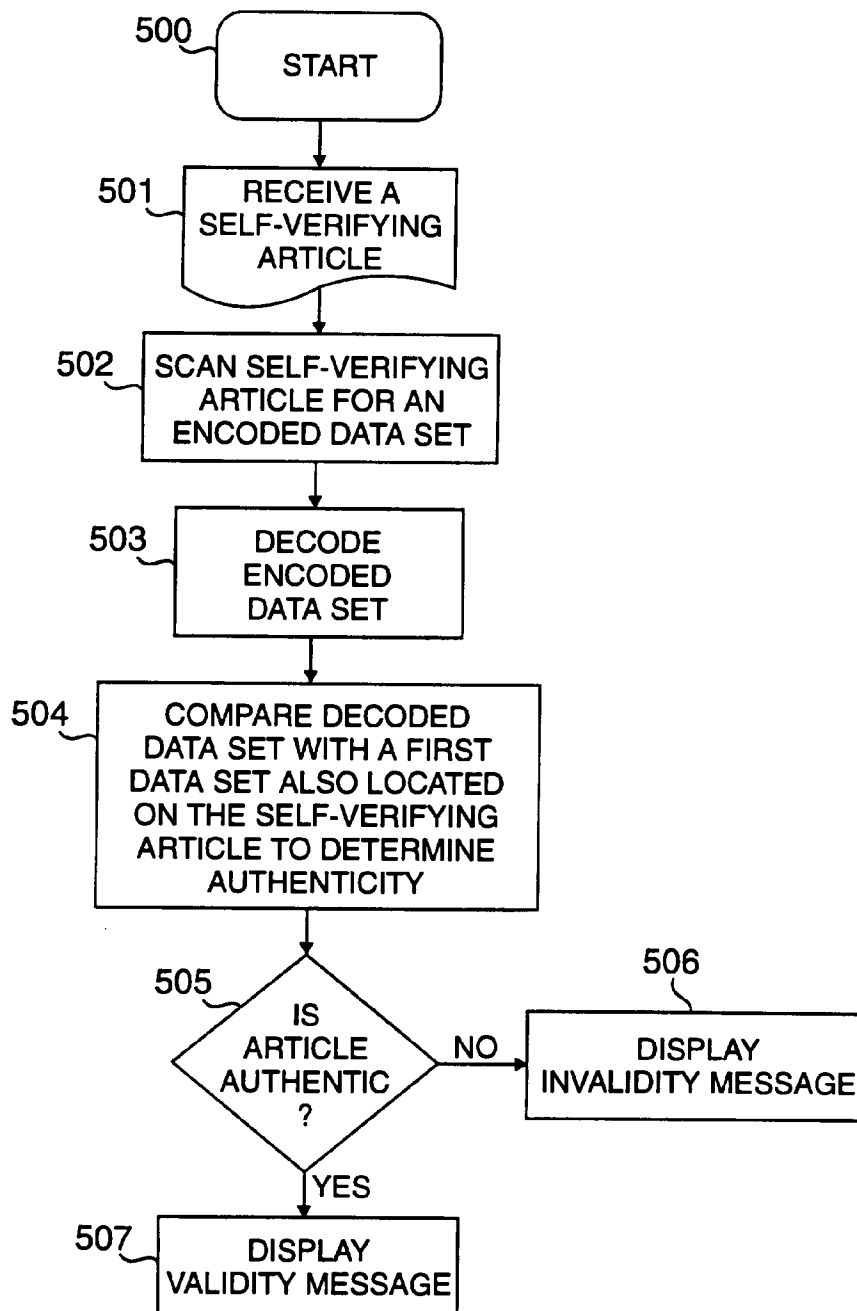 500
START
501
RECEIVE A
SELF-VERIFYING
ARTICLE
502
SCAN SELF-VERIFYING
ARTICLE FOR AN
ENCODED DATA SET
503
DECODE
ENCODED
DATA SET
504
COMPARE DECODED
DATA SET WITH A FIRST
DATA SET ALSO LOCATED
ON THE SELF-VERIFYING
ARTICLE TO DETERMINE
AUTHENTICITY
505
IS
ARTICLE
AUTHENTIC
?
NO
506
DISPLAY
INVALIDITY MESSAGE
YES
507
DISPLAY
VALIDITY MESSAGE